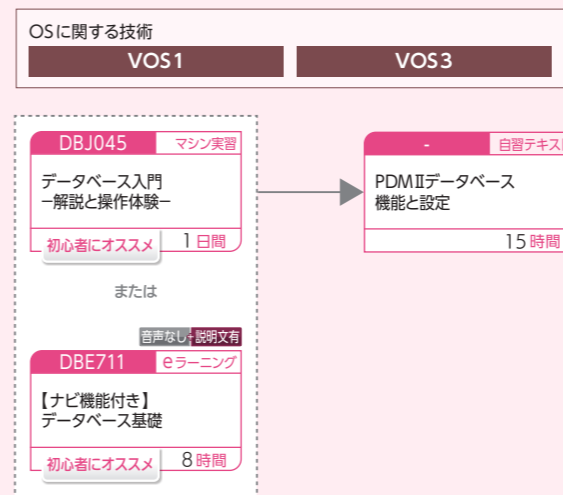 OSに関する技術
VOS1
VOS3
DBJ045
マシン実習
データベース入門
−解説と操作体験−
初心者にオススメ
1日間
または
音声なし+説明文有
DBE711
eラーニング
【ナビ機能付き】
データベース基礎
初心者にオススメ
8時間
-
自習テキス
PDMⅡデータベース
機能と設定
15時間